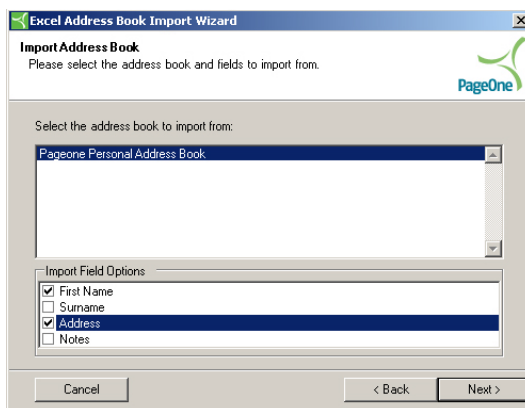 Excel Address Book Import Wizard
Import Address Book
Please select the address book and fields to import from.
PageOne
Select the address book to import from:
Pageone Personal Address Book
Import Field Options
First Name
Surname
Address
Notes
Cancel
< Back
Next >